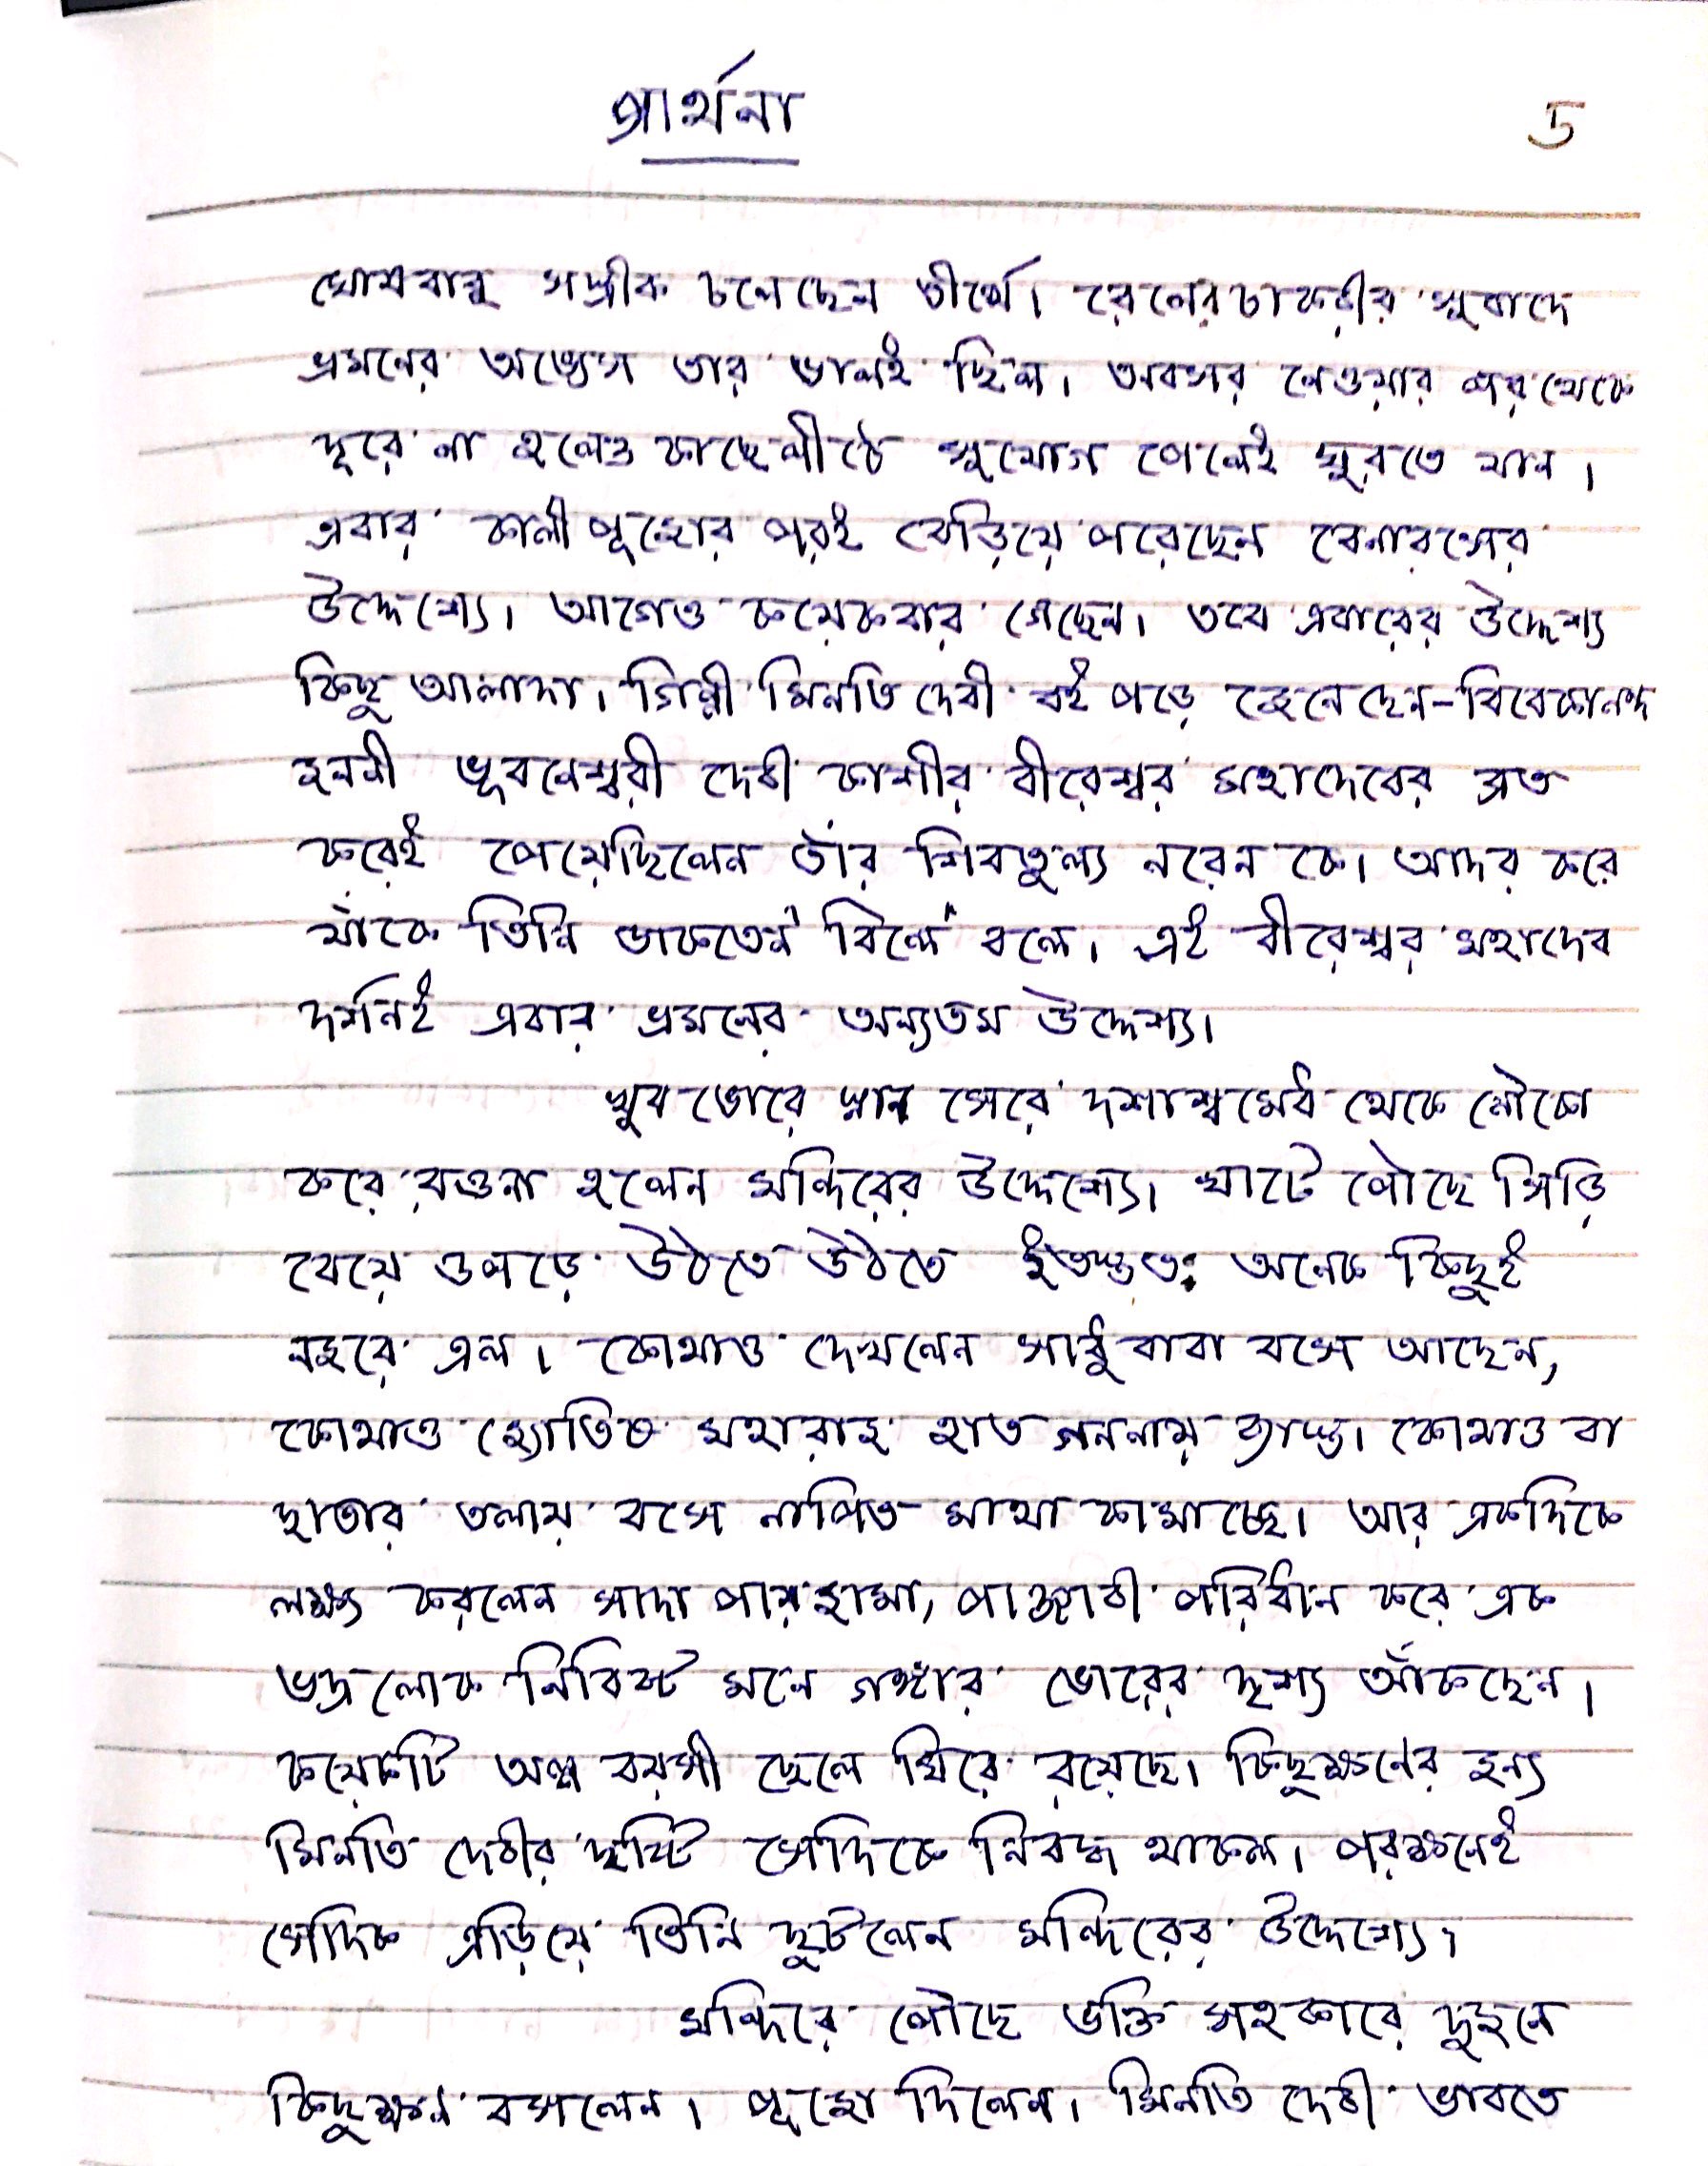 প্রার্থনা
5
ঘোষবাবু সস্ত্রীক চলেছেন তীর্থে। রেলের চাকরীর সুবাদে
ভ্রমনের অভ্যেস তার ভালই ছিল। অবসর নেওয়ার পর থেকে
দূরে না হলেও কাছেপীঠে সুযোগ পেলেই ঘুরতে যান।
এবার কালীপূজোর পরই বেড়িয়ে পরেছেন বেনারসের
উদ্দেশ্যে। আগেও কয়েকবার গেছেন। তবে এবারের উদ্দেশ্য
কিছু আলাদা। গিন্নী মিনতি দেবী বই পড়ে জেনেছেন-বিবেকানন্দ
জননী ভূবনেশ্বরী দেবী কাশীর বীরেশ্বর মহাদেবের ব্রত
করেই পেয়েছিলেন তাঁর শিবতুল্য নরেন কে। আদর করে
যাঁকে তিনি ডাকতেন 'বিলে' বলে। এই বীরেশ্বর মহাদেব
দর্শনই এবার ভ্রমনের অন্যতম উদ্দেশ্য।
খুব ভোরে স্নান সেরে দশাশ্বমেধ থেকে নৌকো
করে রওনা হলেন মন্দিরের উদ্দেশ্যে। ঘাটে পৌছে সিড়ি
বেয়ে ওপড়ে উঠতে উঠতে ইতস্তত: অনেক কিছুই
নজরে এল। কোথাও দেখলেন সাধু বাবা বসে আছেন,
কোথাও জ্যোতিষ মহারাজ হাত গননায় ব্যাস্ত। কোথাও বা
ছাতার তলায় বসে নাপিত মাথা কামাচ্ছে। আর একদিকে
লক্ষ্য করলেন সাদা পায়জামা, পাঞ্জাবী পরিধান করে এক
ভদ্রলোক নিবিষ্ট মনে গঙ্গার ভোরের দৃশ্য আঁকছেন।
কয়েকটি অল্প বয়সী ছেলে ঘিরে রয়েছে। কিছুক্ষনের জন্য
মিনতি দেবীর দৃষ্টি সেদিকে নিবদ্ধ থাকল। পরক্ষনেই
সেদিক এড়িয়ে তিনি ছুটলেন মন্দিরের উদ্দেশ্যে।
মন্দিরে পৌছে ভক্তি সহকারে দুজনে
কিছুক্ষন বসলেন। পূজো দিলেন। মিনতি দেবী ভাবতে